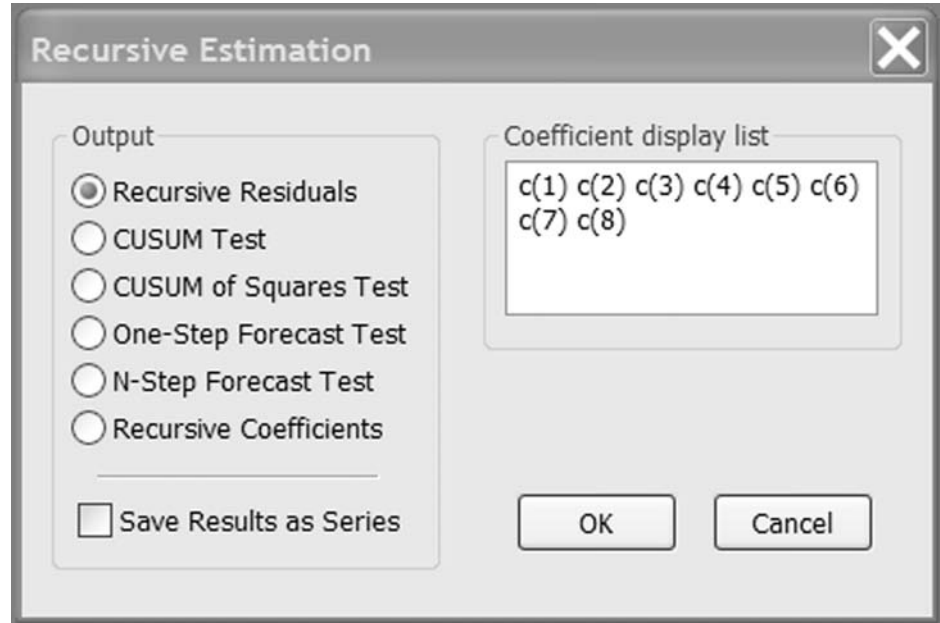 Recursive Estimation
Output
Recursive Residuals
CUSUM Test
CUSUM of Squares Test
One-Step Forecast Test
N-Step Forecast Test
Recursive Coefficients
Save Results as Series
Coefficient display list
c(1) c(2) c(3) c(4) c(5) c(6)
c(7) c(8)
OK
Cancel